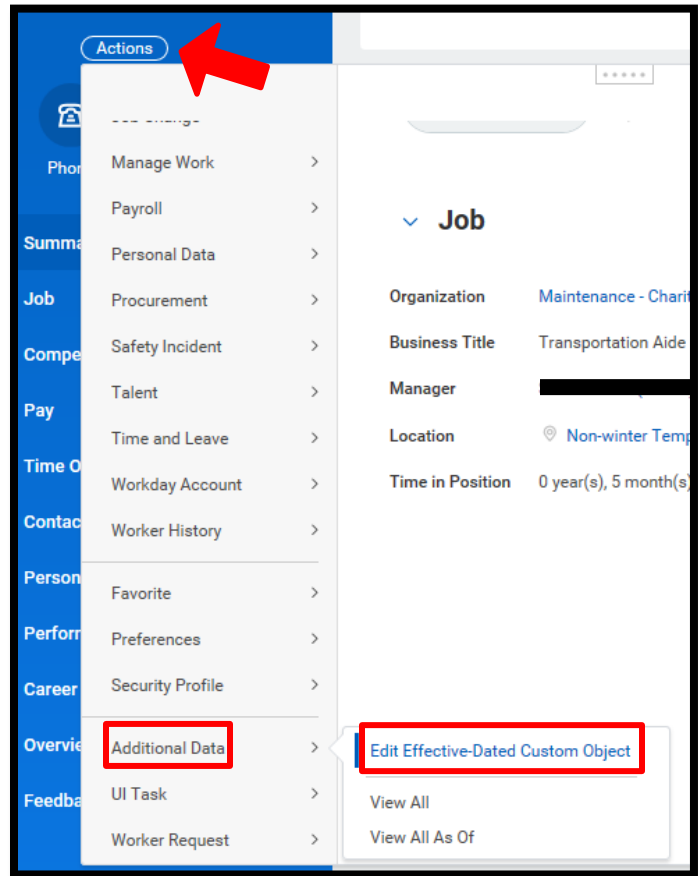 Actions
Phor
Summa
Job
Compe
Pay
Time O
Contac
Person
Perforr
Career
Overvie
Feedba
Manage Work
Payroll
Personal Data
Procurement
Safety Incident
Talent
Time and Leave
Workday Account
Worker History
Favorite
Preferences
Security Profile
Additional Data
UI Task
Worker Request
Edit Effective-Dated Custom Object
View All
View All As Of
Job
Organization Maintenance - Charit
Business Title Transportation Aide
Manager
Location Non-winter Temp
Time in Position 0 year(s), 5 month(s)